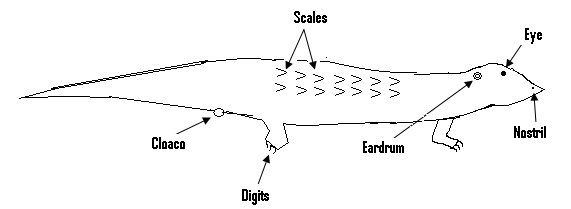 Scales
Eye
Cloaca
Eardrum
Nostril
Digits